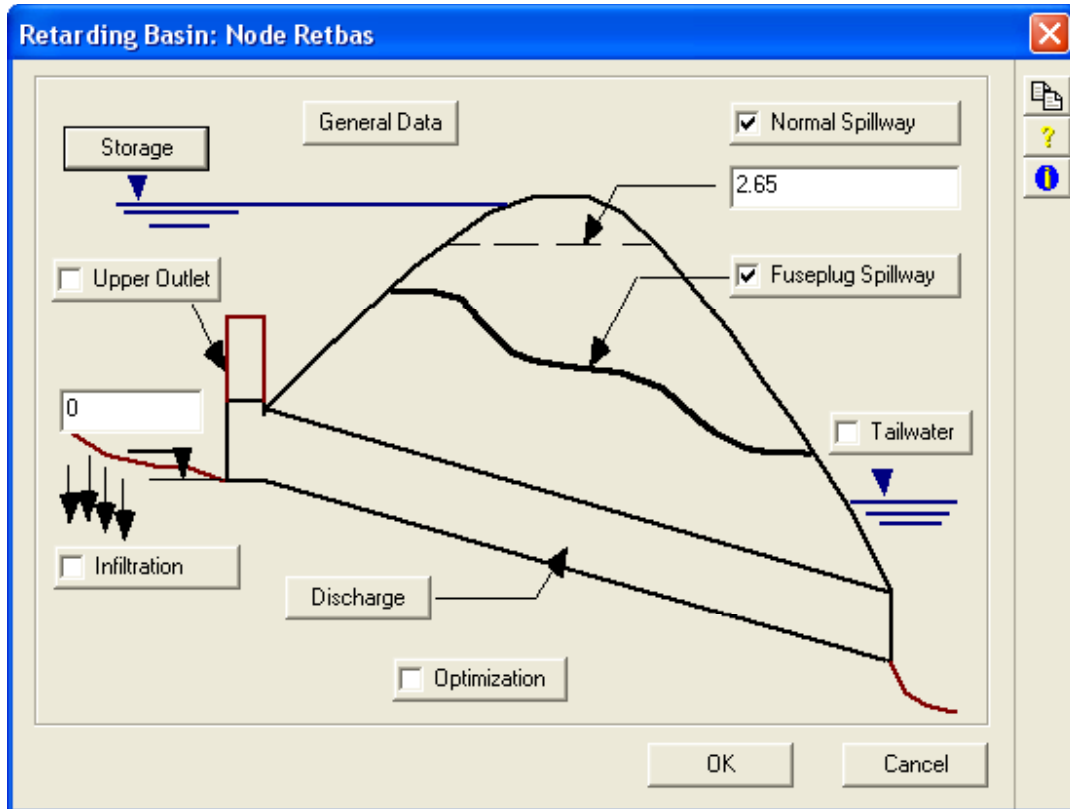 Retarding Basin: Node Retbas
General Data
Normal Spillway
Storage
2.65
Upper Outlet
Fuseplug Spillway
0
Tailwater
Infiltration
Discharge
Optimization
OK
Cancel
?
i